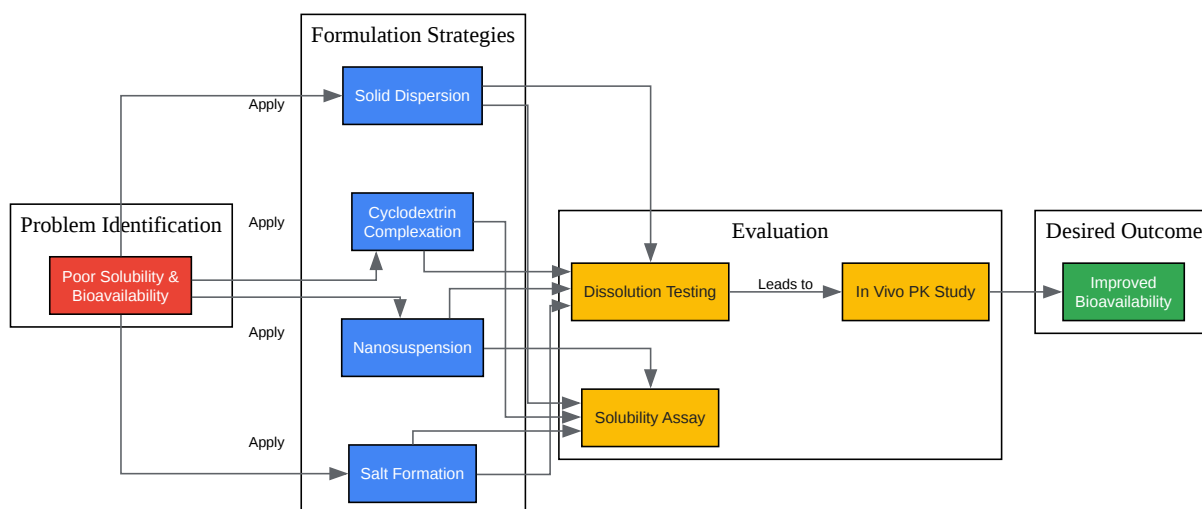 Formulation Strategies
Solid Dispersion
Apply
Cyclodextrin
Complexation
Apply
Problem Identification
Poor Solubility &
Bioavailability
Evaluation
Dissolution Testing
Leads to
In Vivo PK Study
Desired Outcome
Improved
Bioavailability
Apply
Nanosuspension
Solubility Assay
Apply
Salt Formation